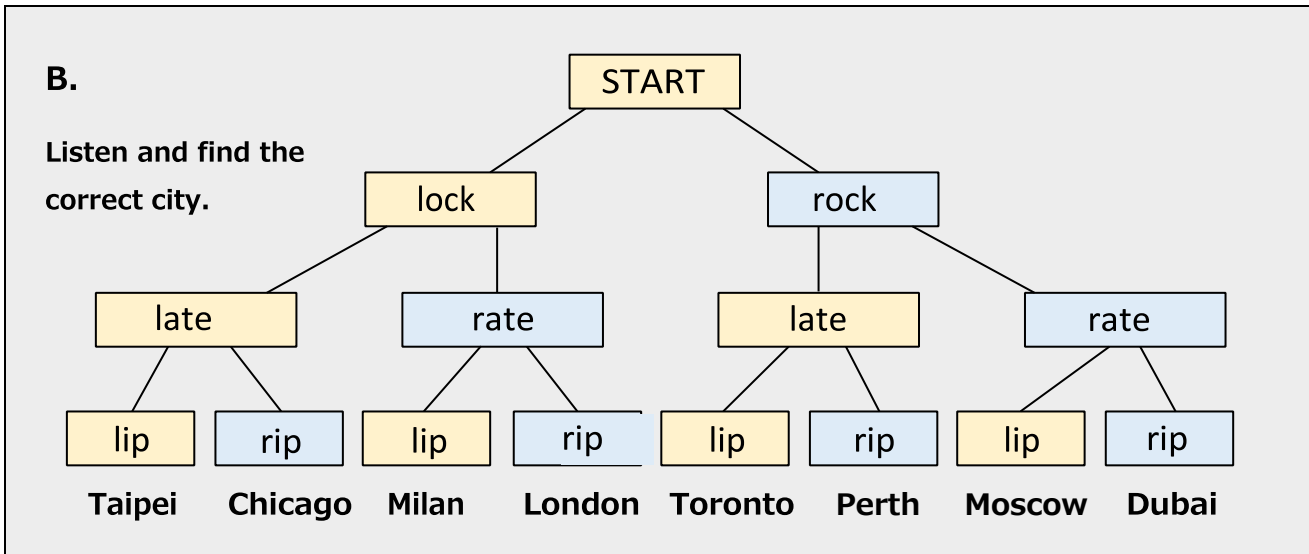 B.
START
Listen and find the
correct city.
lock rock
late rate late rate
lip rip lip rip lip rip lip rip
Taipei Chicago Milan London Toronto Perth Moscow Dubai